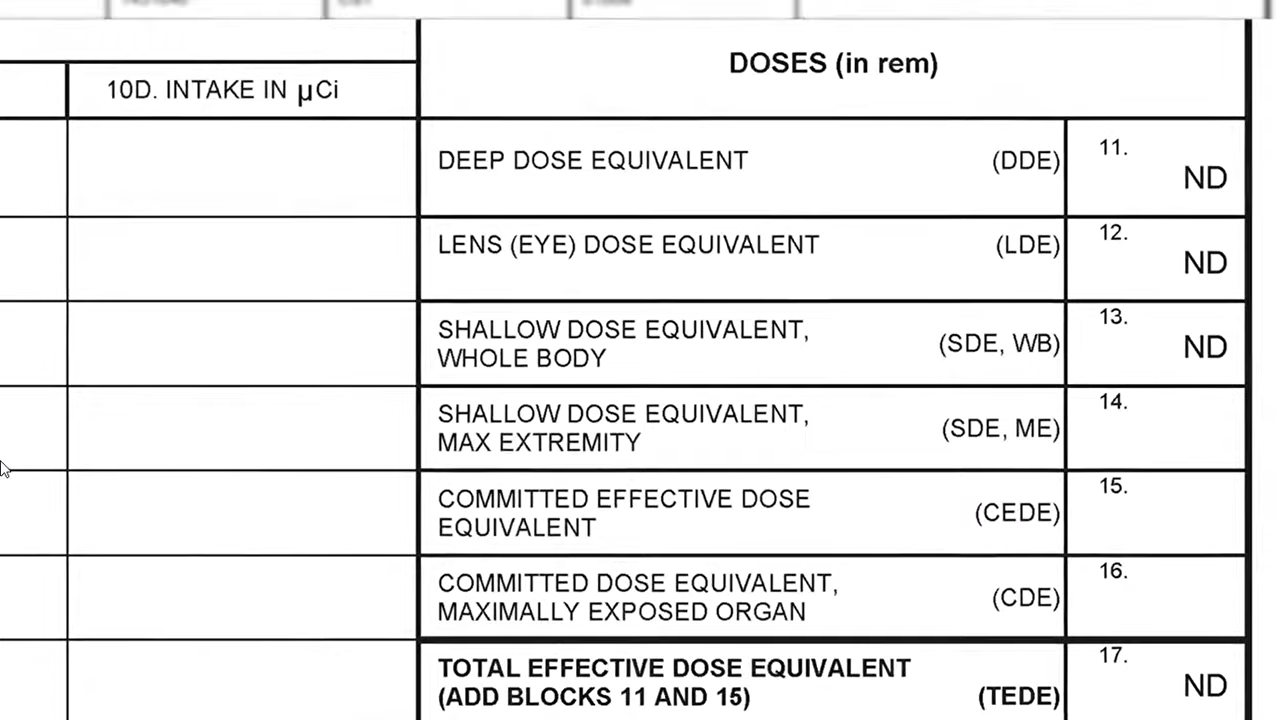 DOSES (in rem)
10D. INTAKE IN µCi
DEEP DOSE EQUIVALENT (DDE) 11. ND
LENS (EYE) DOSE EQUIVALENT (LDE) 12. ND
SHALLOW DOSE EQUIVALENT,
WHOLE BODY (SDE, WB) 13. ND
SHALLOW DOSE EQUIVALENT,
MAX EXTREMITY (SDE, ME) 14.
COMMITTED EFFECTIVE DOSE
EQUIVALENT (CEDE) 15.
COMMITTED DOSE EQUIVALENT,
MAXIMALLY EXPOSED ORGAN (CDE) 16.
TOTAL EFFECTIVE DOSE EQUIVALENT
(ADD BLOCKS 11 AND 15) (TEDE) 17. ND